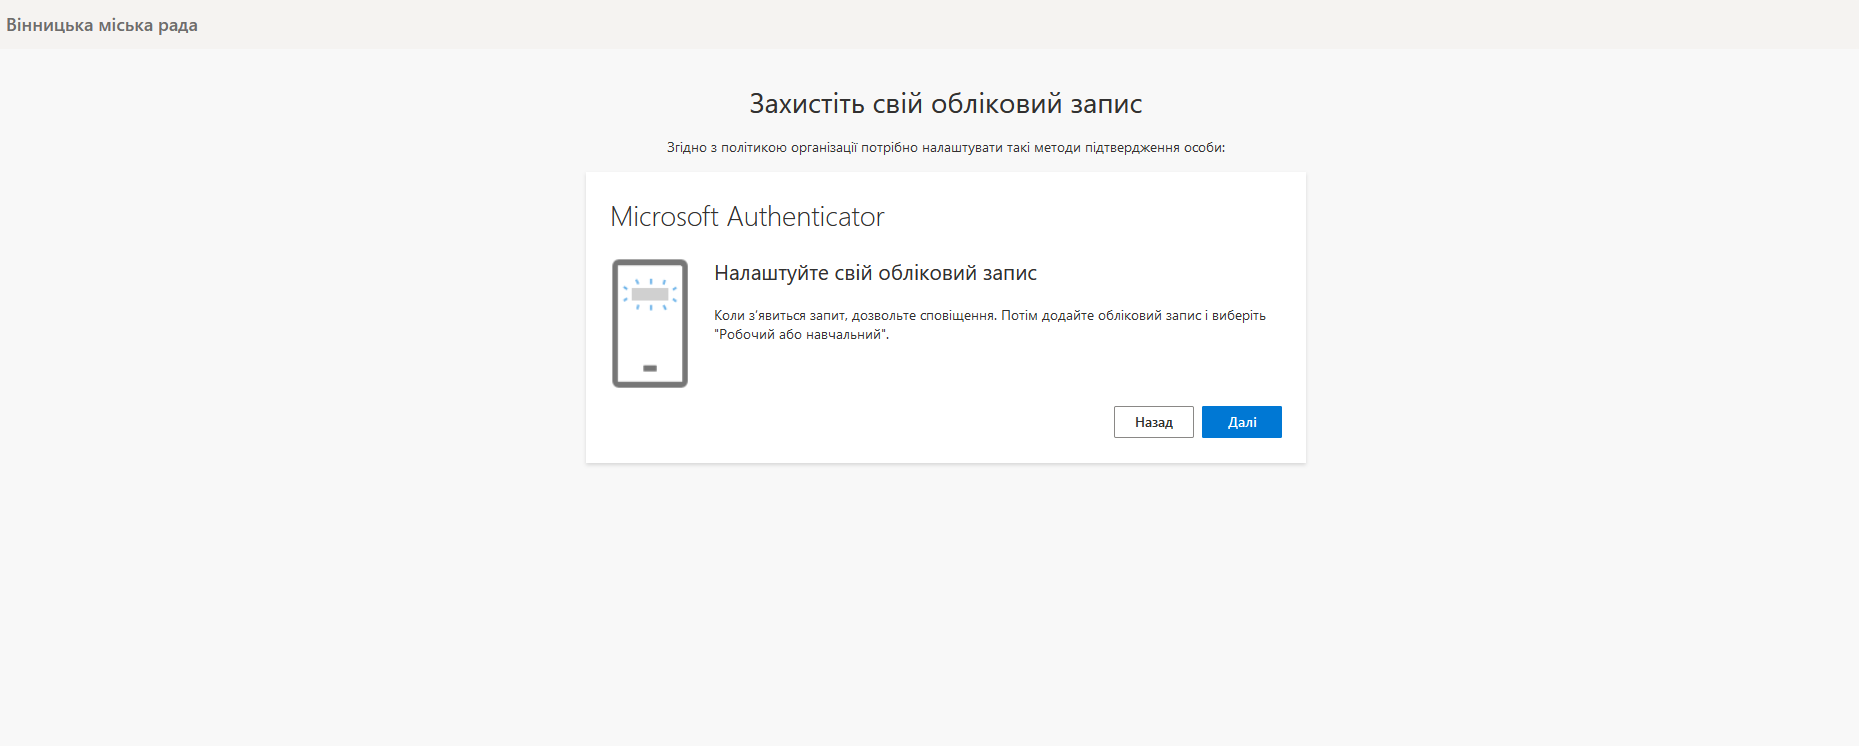 Вінницька міська рада
Захистіть свій обліковий запис
Згідно з політикою організації потрібно налаштувати такі методи підтвердження особи:
Microsoft Authenticator
Налаштуйте свій обліковий запис
Коли з'явиться запит, дозвольте сповіщення. Потім додайте обліковий запис і виберіть
"Робочий або навчальний".
Назад
Далі